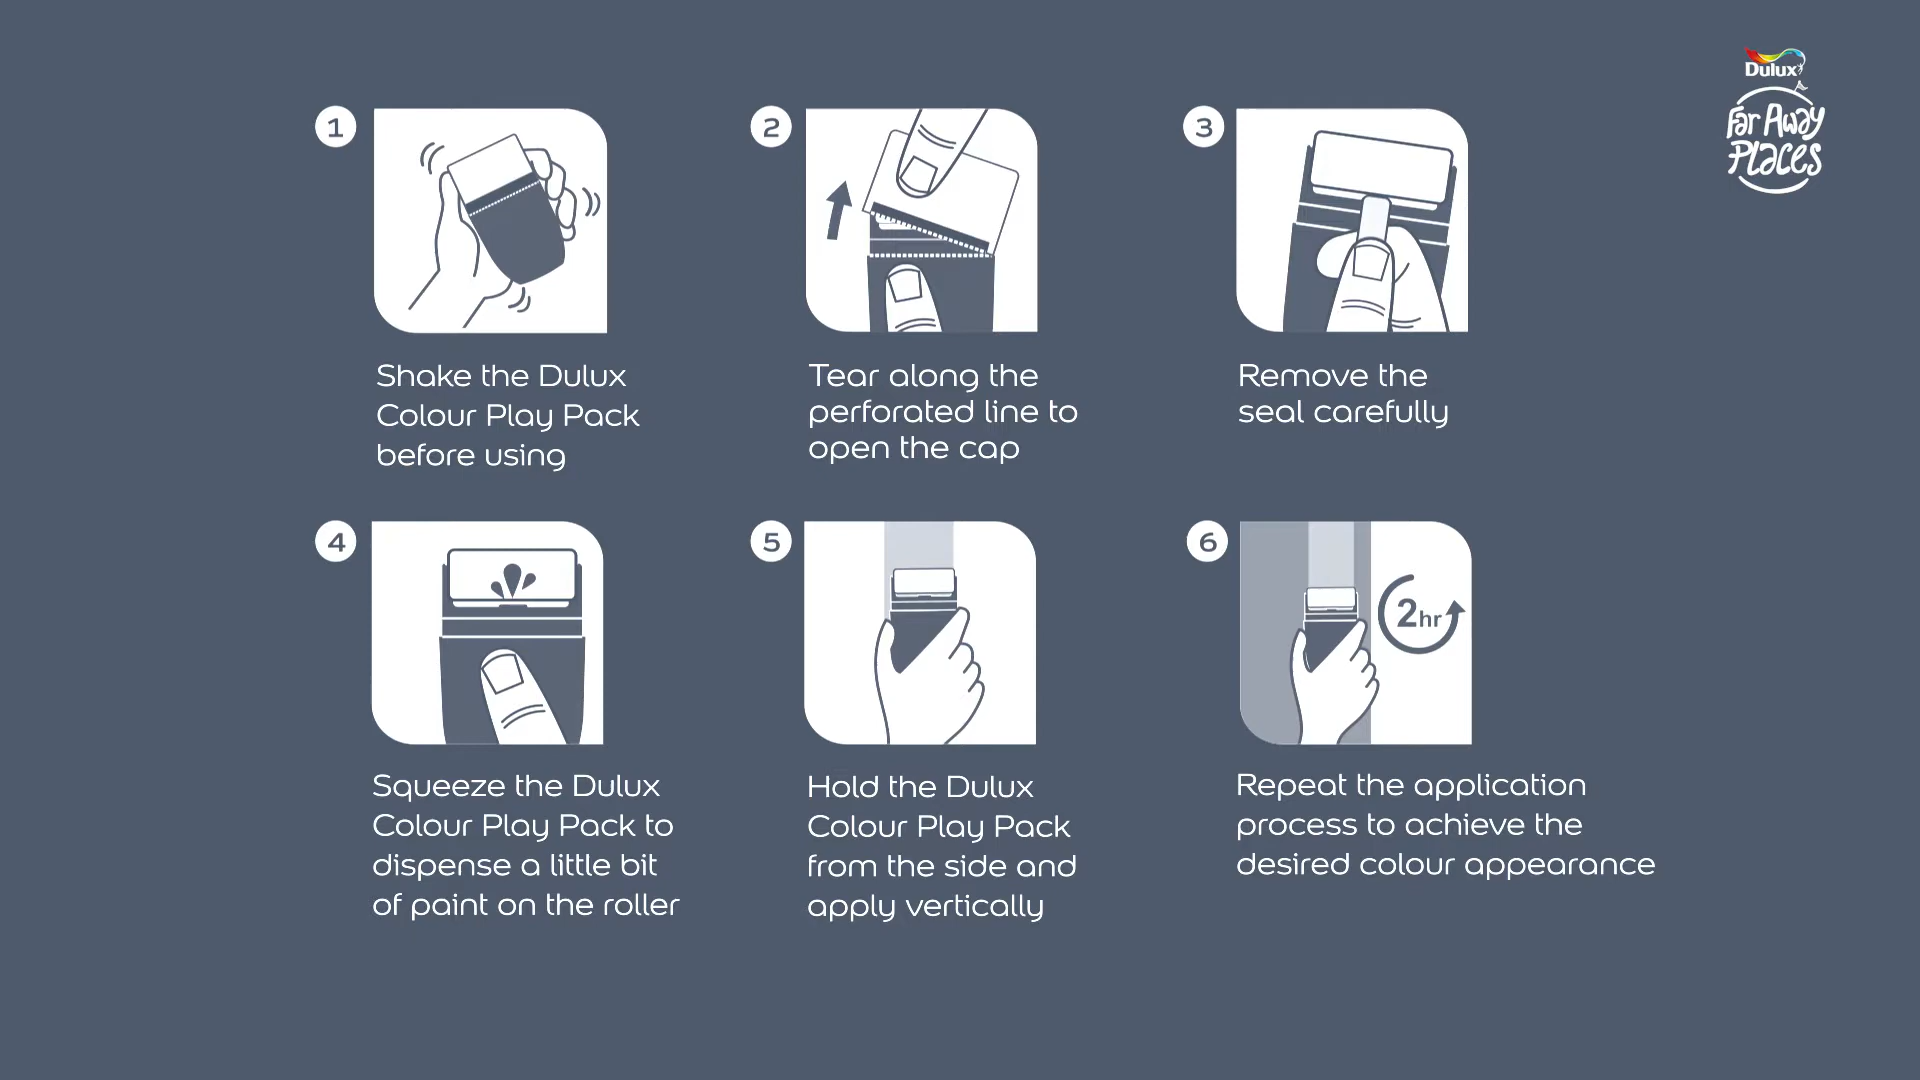 Dulux
Far Away
Places
1
Shake the Dulux
Colour Play Pack
before using
2
Tear along the
perforated line to
open the cap
3
Remove the
seal carefully
4
Squeeze the Dulux
Colour Play Pack to
dispense a little bit
of paint on the roller
5
Hold the Dulux
Colour Play Pack
from the side and
apply vertically
6
2hr
Repeat the application
process to achieve the
desired colour appearance